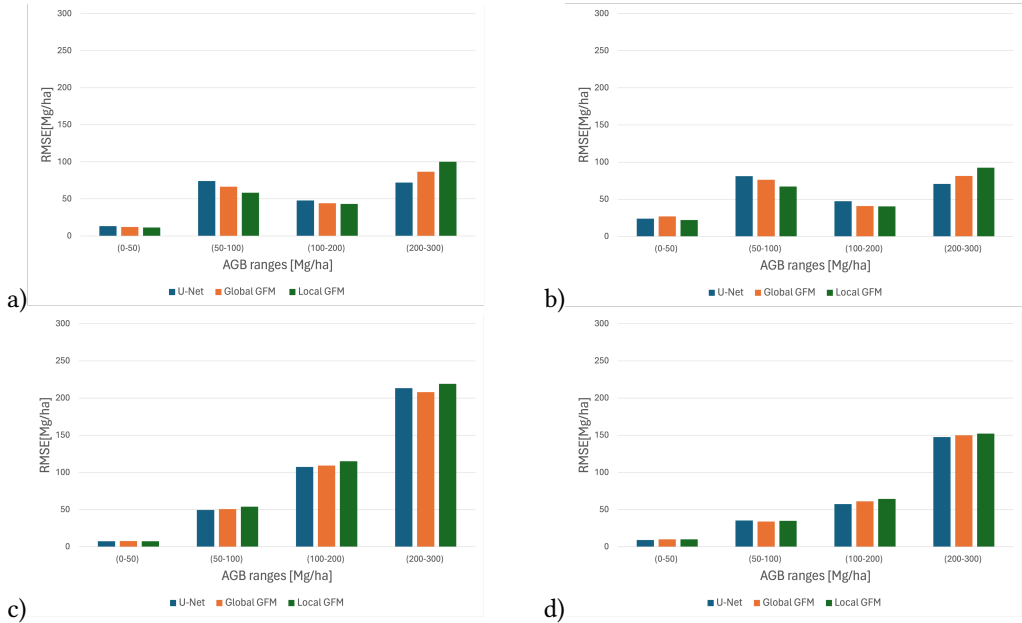 300
250
200
150
100
50
0
RMSE[Mg/ha]
(0-50) (50-100) (100-200) (200-300)
AGB ranges [Mg/ha]
U-Net Global GFM Local GFM
a)
300
250
200
150
100
50
0
RMSE[Mg/ha]
(0-50) (50-100) (100-200) (200-300)
AGB ranges [Mg/ha]
U-Net Global GFM Local GFM
b)
300
250
200
150
100
50
0
RMSE[Mg/ha]
(0-50) (50-100) (100-200) (200-300)
AGB ranges [Mg/ha]
U-Net Global GFM Local GFM
c)
300
250
200
150
100
50
0
RMSE[Mg/ha]
(0-50) (50-100) (100-200) (200-300)
AGB ranges [Mg/ha]
U-Net Global GFM Local GFM
d)